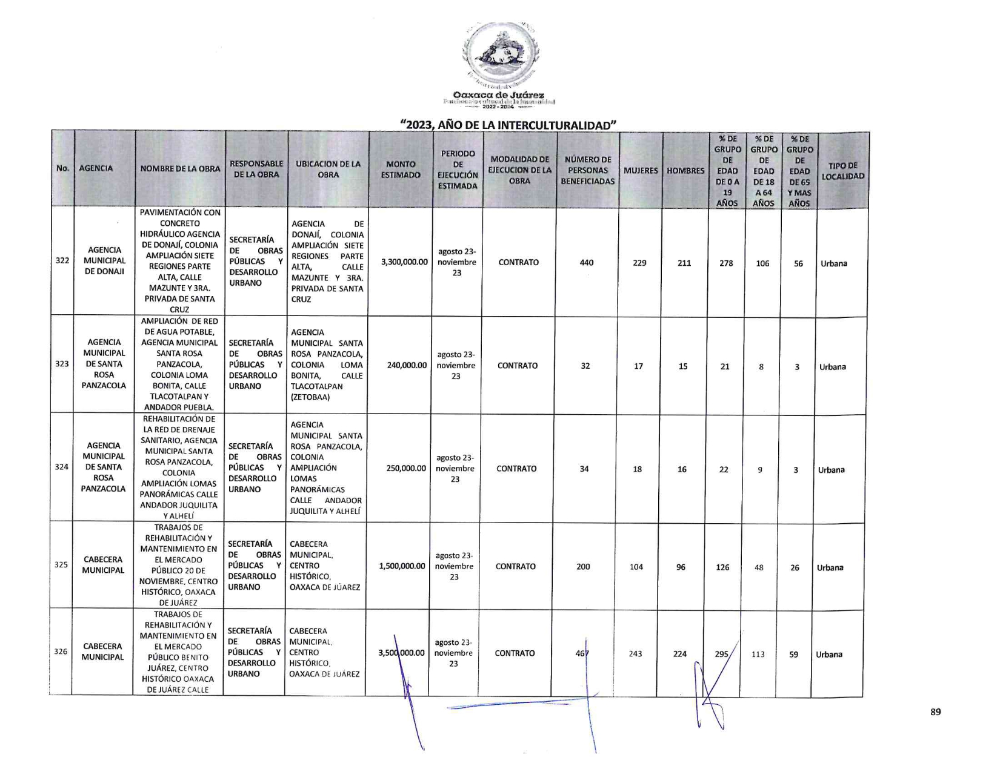 Oaxaca de Juárez
Patrimonio cultural de la humanidad
2022 - 2024
“2023, AÑO DE LA INTERCULTURALIDAD”
No.
AGENCIA
NOMBRE DE LA OBRA
RESPONSABLE
DE LA OBRA
UBICACION DE LA
OBRA
MONTO
ESTIMADO
PERIODO
DE
EJECUCIÓN
ESTIMADA
MODALIDAD DE
EJECUCION DE LA
OBRA
NÚMERO DE
PERSONAS
BENEFICIADAS
MUJERES
HOMBRES
% DE
GRUPO
DE
EDAD
DE 0 A
19
AÑOS
% DE
GRUPO
DE
EDAD
DE 18
A 64
AÑOS
% DE
GRUPO
DE
EDAD
DE 65
Y MAS
AÑOS
TIPO DE
LOCALIDAD
322
AGENCIA
MUNICIPAL
DE DONAJI
PAVIMENTACIÓN CON
CONCRETO
HIDRÁULICO AGENCIA
DE DONAJÍ, COLONIA
AMPLIACIÓN SIETE
REGIONES PARTE
ALTA, CALLE
MAZUNTE Y 3RA.
PRIVADA DE SANTA
CRUZ
SECRETARÍA
DE OBRAS
PÚBLICAS Y
DESARROLLO
URBANO
AGENCIA DE
DONAJÍ, COLONIA
AMPLIACIÓN SIETE
REGIONES PARTE
ALTA, CALLE
MAZUNTE Y 3RA.
PRIVADA DE SANTA
CRUZ
3,300,000.00
agosto 23-
noviembre
23
CONTRATO
440
229
211
278
106
56
Urbana
323
AGENCIA
MUNICIPAL
DE SANTA
ROSA
PANZACOLA
AMPLIACIÓN DE RED
DE AGUA POTABLE,
AGENCIA MUNICIPAL
SANTA ROSA
PANZACOLA,
COLONIA LOMA
BONITA, CALLE
TLACOTALPAN Y
ANDADOR PUEBLA.
SECRETARÍA
DE OBRAS
PÚBLICAS Y
DESARROLLO
URBANO
AGENCIA
MUNICIPAL SANTA
ROSA PANZACOLA,
COLONIA LOMA
BONITA, CALLE
TLACOTALPAN
(ZETOBAA)
240,000.00
agosto 23-
noviembre
23
CONTRATO
32
17
15
21
8
3
Urbana
324
AGENCIA
MUNICIPAL
DE SANTA
ROSA
PANZACOLA
REHABILITACIÓN DE
LA RED DE DRENAJE
SANITARIO, AGENCIA
MUNICIPAL SANTA
ROSA PANZACOLA,
COLONIA
AMPLIACIÓN LOMAS
PANORÁMICAS CALLE
ANDADOR JUQUILITA
Y ALHELÍ
SECRETARÍA
DE OBRAS
PÚBLICAS Y
DESARROLLO
URBANO
AGENCIA
MUNICIPAL SANTA
ROSA PANZACOLA,
COLONIA
AMPLIACIÓN
LOMAS
PANORÁMICAS
CALLE ANDADOR
JUQUILITA Y ALHELÍ
250,000.00
agosto 23-
noviembre
23
CONTRATO
34
18
16
22
9
3
Urbana
325
CABECERA
MUNICIPAL
TRABAJOS DE
REHABILITACIÓN Y
MANTENIMIENTO EN
EL MERCADO
PÚBLICO 20 DE
NOVIEMBRE, CENTRO
HISTÓRICO, OAXACA
DE JUÁREZ
SECRETARÍA
DE OBRAS
PÚBLICAS Y
DESARROLLO
URBANO
CABECERA
MUNICIPAL,
CENTRO
HISTÓRICO,
OAXACA DE JÚAREZ
1,500,000.00
agosto 23-
noviembre
23
CONTRATO
200
104
96
126
48
26
Urbana
326
CABECERA
MUNICIPAL
TRABAJOS DE
REHABILITACIÓN Y
MANTENIMIENTO EN
EL MERCADO
PÚBLICO BENITO
JUÁREZ, CENTRO
HISTÓRICO OAXACA
DE JUÁREZ CALLE
SECRETARÍA
DE OBRAS
PÚBLICAS Y
DESARROLLO
URBANO
CABECERA
MUNICIPAL,
CENTRO
HISTÓRICO.
OAXACA DE JUÁREZ
3,500,000.00
agosto 23-
noviembre
23
CONTRATO
467
243
224
295
113
59
Urbana
89